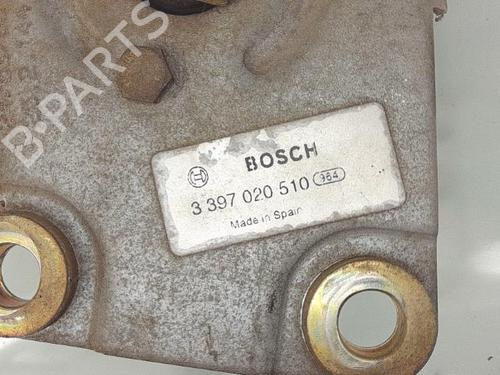 B-PARTS
BOSCH
3 397 020 510 984
Made in Spain